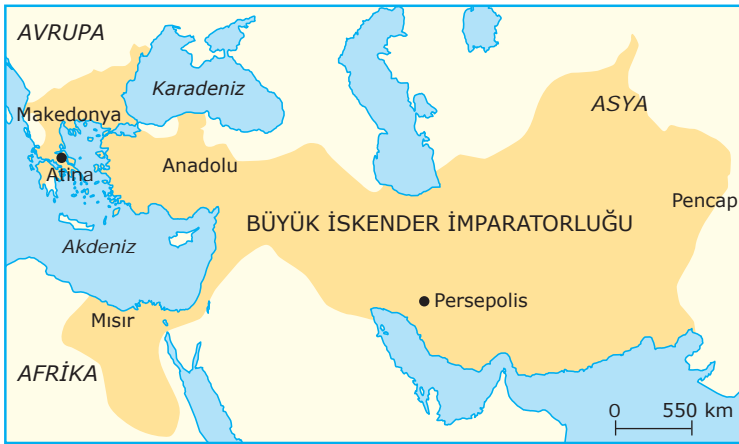 AVRUPA
Karadeniz
Makedonya
ASYA
Atina
Anadolu
Pencap
BÜYÜK İSKENDER İMPARATORLUĞU
Akdeniz
Persepolis
Mısır
AFRİKA
0 550 km